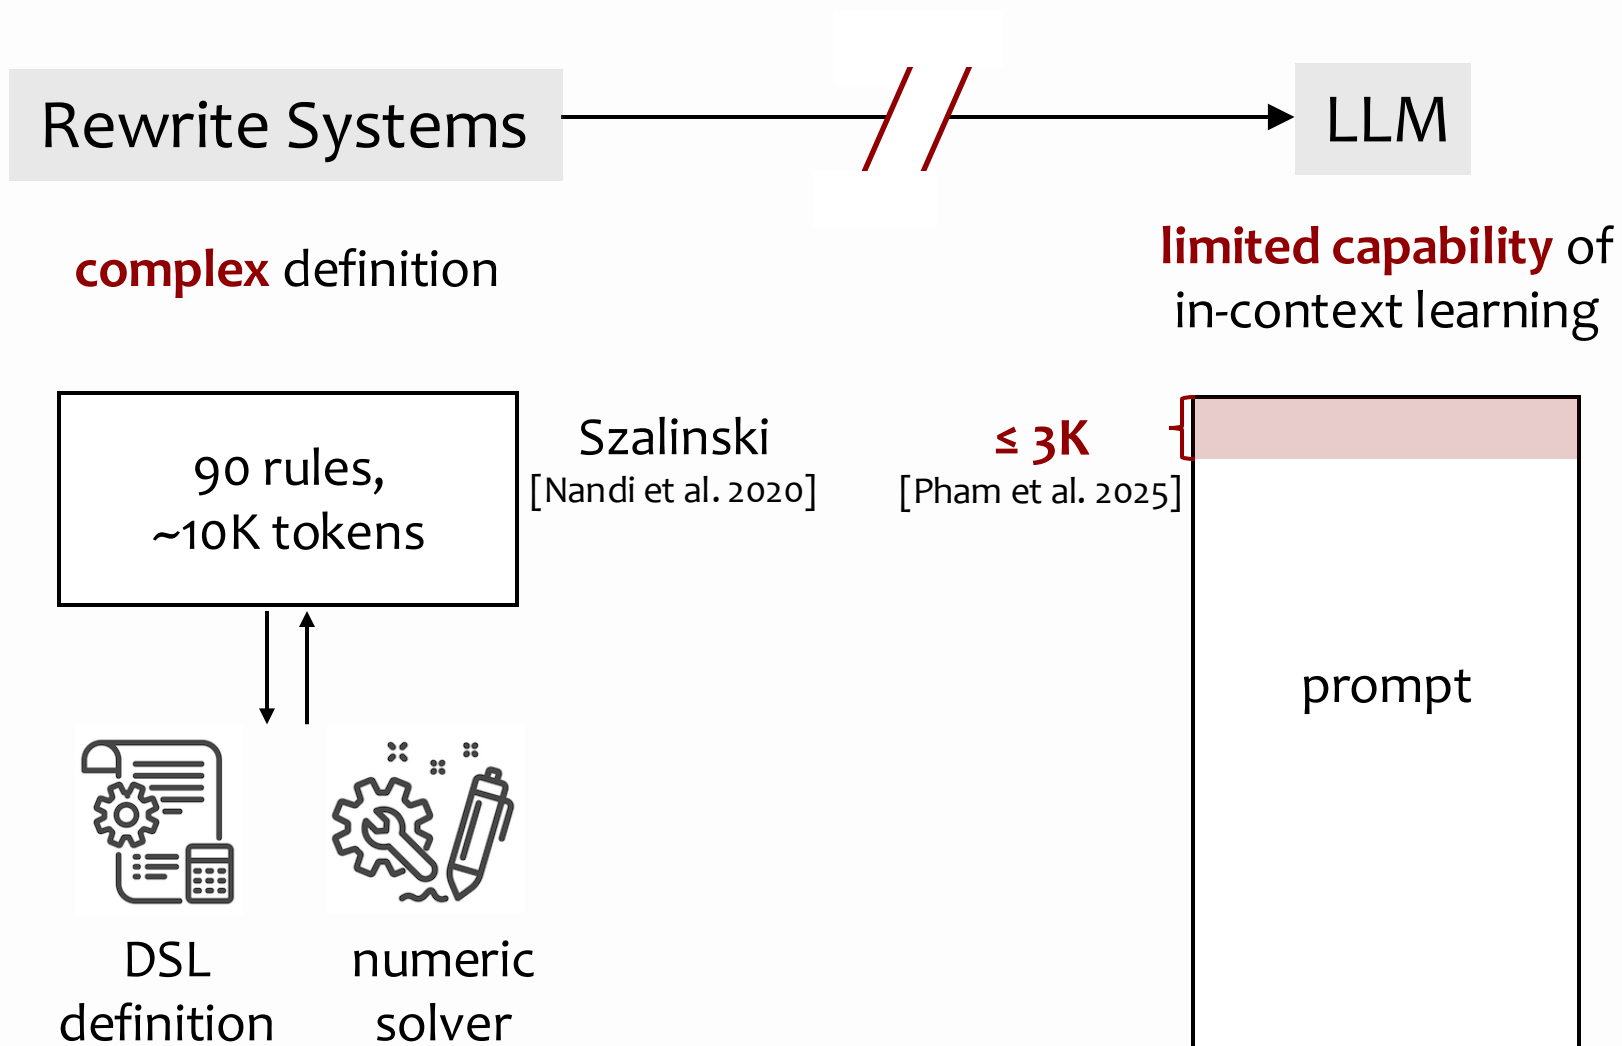 Rewrite Systems
LLM
complex definition
limited capability of
in-context learning
90 rules,
~10K tokens
Szalinski
[Nandi et al. 2020]
≤ 3K
[Pham et al. 2025]
prompt
DSL
definition
numeric
solver